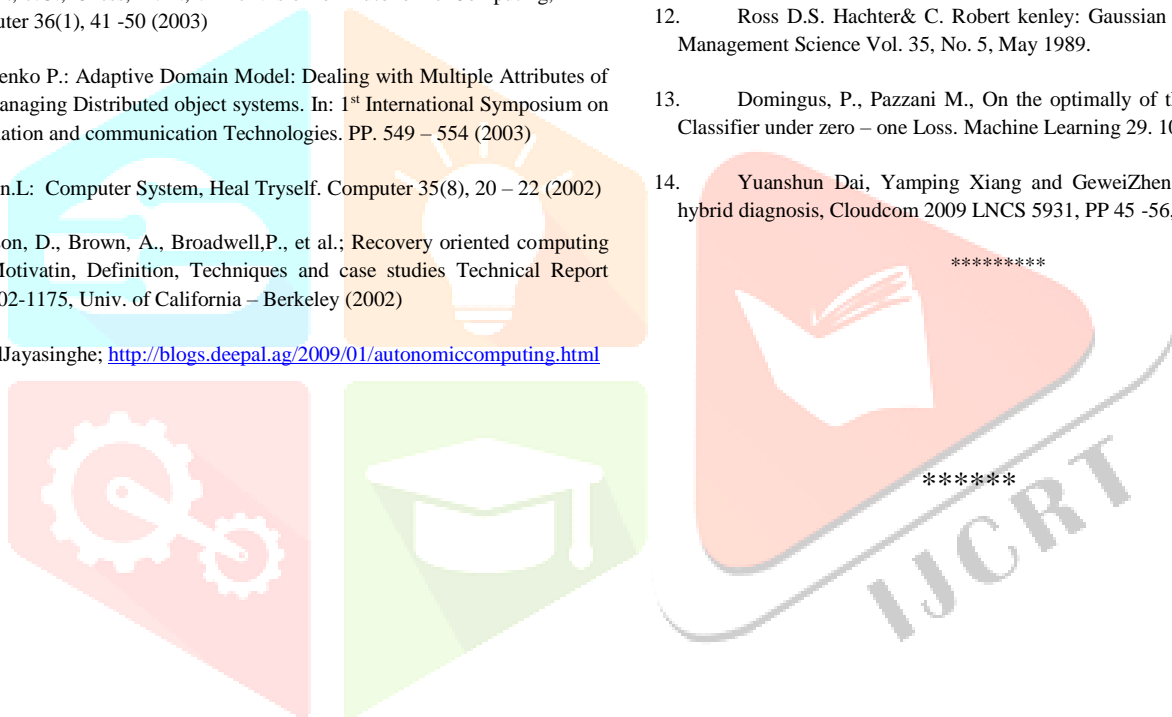 uter 36(1), 41 -50 (2003)
enko P.: Adaptive Domain Model: Dealing with Multiple Attributes of
anaging Distributed object systems. In: 1st International Symposium on
ation and communication Technologies. PP. 549 – 554 (2003)
n.L: Computer System, Heal Tryself. Computer 35(8), 20 – 22 (2002)
son, D., Brown, A., Broadwell,P., et al.; Recovery oriented computing
Motivatin, Definition, Techniques and case studies Technical Report
02-1175, Univ. of California – Berkeley (2002)
lJayasinghe; http://blogs.deepal.ag/2009/01/autonomiccomputing.html
12. Ross D.S. Hachter& C. Robert kenley: Gaussian
Management Science Vol. 35, No. 5, May 1989.
13. Domingus, P., Pazzani M., On the optimally of t
Classifier under zero – one Loss. Machine Learning 29. 10
14. Yuanshun Dai, Yamping Xiang and GeweiZhen
hybrid diagnosis, Cloudcom 2009 LNCS 5931, PP 45 -56,
*********
******
IJCRT